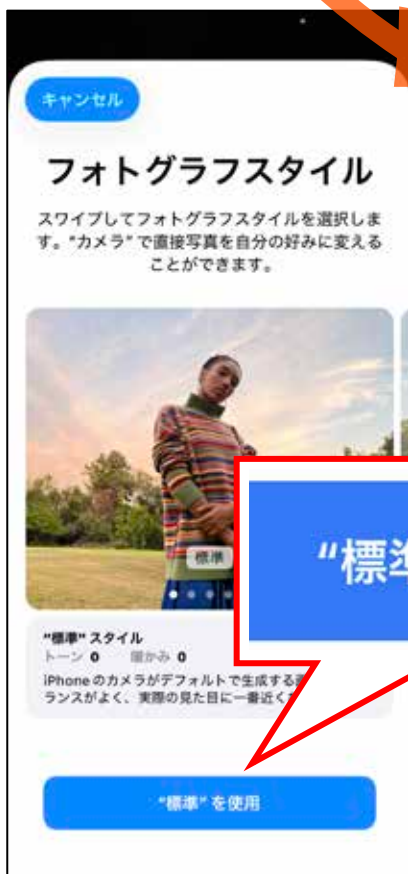 キャンセル
フォトグラフスタイル
スワイプしてフォトグラフスタイルを選択しま
す。“カメラ”で直接写真を自分の好みに変える
ことができます。
標準
“標
“標準” スタイル
トーン 0 暖かみ 0
iPhoneのカメラがデフォルトで生成する
ランスがよく、実際の見た目に一番近く
“標準” を使用